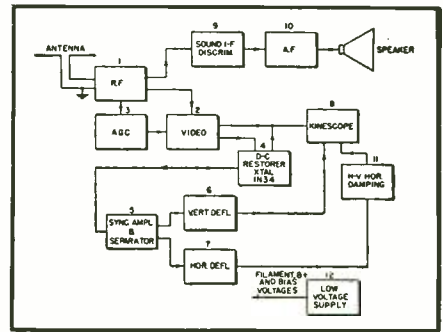 9
SOUND I-F
DISCRIM.
10
A.F
SPEAKER
ANTENNA
1
R.F
3
AGC
2
VIDEO
4
D-C
RESTORER
XTAL
IN34
8
KINESCOPE
11
H-V HOR.
DAMPING
5
SYNC AMPL
&
SEPARATOR
6
VERT DEFL
7
HOR. DEFL
FILAMENT, B+
AND BIAS
VOLTAGES
12
LOW
VOLTAGE
SUPPLY